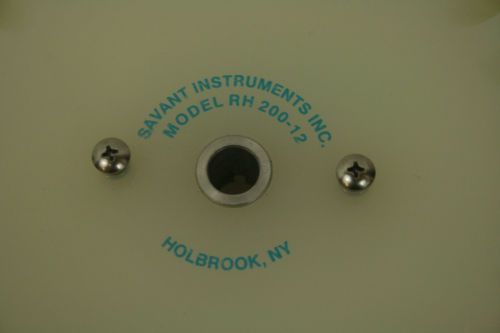 SAVANT INSTRUMENTS INC.
MODEL RH 200-12
HOLBROOK, NY